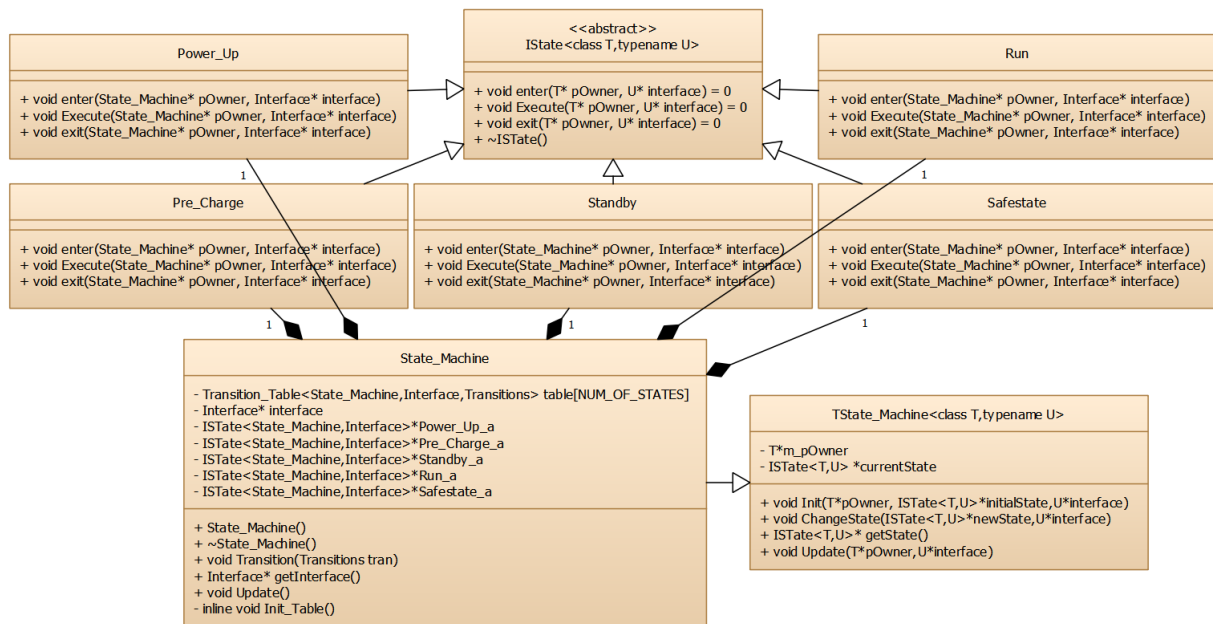 Power_Up
+ void enter(State_Machine* pOwner, Interface* interface)
+ void Execute(State_Machine* pOwner, Interface* interface)
+ void exit(State_Machine* pOwner, Interface* interface)
<<abstract>>
IState<class T,typename U>
+ void enter(T* pOwner, U* interface) = 0
+ void Execute(T* pOwner, U* interface) = 0
+ void exit(T* pOwner, U* interface) = 0
+ ~ISTate()
Run
+ void enter(State_Machine* pOwner, Interface* interface)
+ void Execute(State_Machine* pOwner, Interface* interface)
+ void exit(State_Machine* pOwner, Interface* interface)
1
1
Pre_Charge
+ void enter(State_Machine* pOwner, Interface* interface)
+ void Execute(State_Machine* pOwner, Interface* interface)
+ void exit(State_Machine* pOwner, Interface* interface)
Standby
+ void enter(State_Machine* pOwner, Interface* interface)
+ void Execute(State_Machine* pOwner, Interface* interface)
+ void exit(State_Machine* pOwner, Interface* interface)
Safestate
+ void enter(State_Machine* pOwner, Interface* interface)
+ void Execute(State_Machine* pOwner, Interface* interface)
+ void exit(State_Machine* pOwner, Interface* interface)
1
1
1
State_Machine
- Transition_Table<State_Machine,Interface,Transitions> table[NUM_OF_STATES]
- Interface* interface
- ISTate<State_Machine,Interface>*Power_Up_a
- ISTate<State_Machine,Interface>*Pre_Charge_a
- ISTate<State_Machine,Interface>*Standby_a
- ISTate<State_Machine,Interface>*Run_a
- ISTate<State_Machine,Interface>*Safestate_a
+ State_Machine()
+ ~State_Machine()
+ void Transition(Transitions tran)
+ Interface* getInterface()
+ void Update()
- inline void Init_Table()
TState_Machine<class T,typename U>
- T*m_pOwner
- ISTate<T,U> *currentState
+ void Init(T*pOwner, ISTate<T,U>*initialState,U*interface)
+ void ChangeState(ISTate<T,U>*newState,U*interface)
+ ISTate<T,U>* getState()
+ void Update(T*pOwner,U*interface)